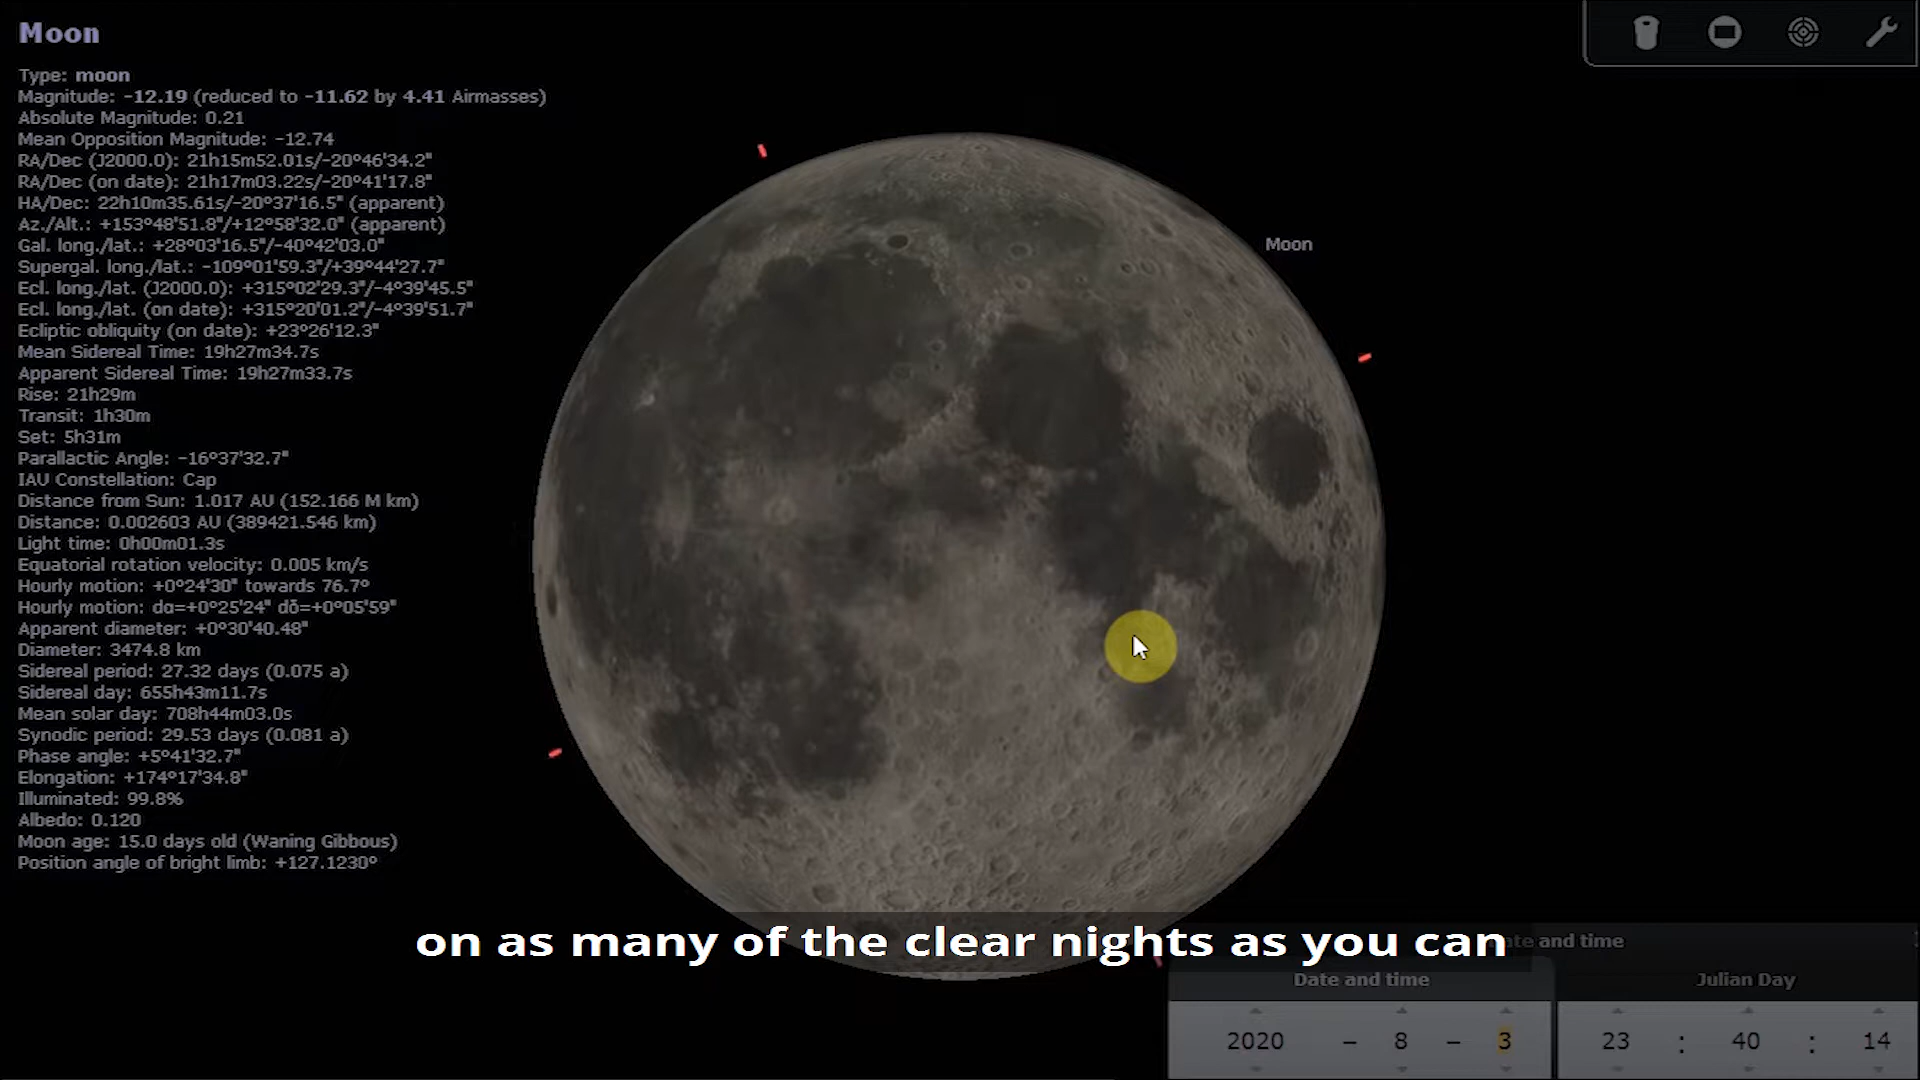 Moon
Type: moon
Magnitude: -12.19 (reduced to -11.62 by 4.41 Airmasses)
Absolute Magnitude: 0.21
Mean Opposition Magnitude: -12.74
RA/Dec (J2000.0): 21h15m52.01s/-20°46'34.2"
RA/Dec (on date): 21h17m03.22s/-20°41'17.8"
HA/Dec: 22h10m35.61s/-20°37'16.5" (apparent)
Az./Alt.: +153°48'51.8"/+12°58'32.0" (apparent)
Gal. long./lat.: +28°03'16.5"/-40°42'03.0"
Supergal. long./lat.: -109°01'59.3"/+39°44'27.7"
Ecl. long./lat. (J2000.0): +315°02'29.3"/-4°39'45.5"
Ecl. long./lat. (on date): +315°20'01.2"/-4°39'51.7"
Ecliptic obliquity (on date): +23°26'12.3"
Mean Sidereal Time: 19h27m34.7s
Apparent Sidereal Time: 19h27m33.7s
Rise: 21h29m
Transit: 1h30m
Set: 5h31m
Parallactic Angle: -16°37'32.7"
IAU Constellation: Cap
Distance from Sun: 1.017 AU (152.166 M km)
Distance: 0.002603 AU (389421.546 km)
Light time: 0h00m01.3s
Equatorial rotation velocity: 0.005 km/s
Hourly motion: +0°24'30" towards 76.7°
Hourly motion: dα=+0°25'24" dδ=+0°05'59"
Apparent diameter: +0°30'40.48"
Diameter: 3474.8 km
Sidereal period: 27.32 days (0.075 a)
Sidereal day: 655h43m11.7s
Mean solar day: 708h44m03.0s
Synodic period: 29.53 days (0.081 a)
Phase angle: +5°41'32.7"
Elongation: +174°17'34.8"
Illuminated: 99.8%
Albedo: 0.120
Moon age: 15.0 days old (Waning Gibbous)
Position angle of bright limb: +127.1230°
Moon
on as many of the clear nights as you can
and time
Date and time
Julian Day
2020 - 8 - 3
23 : 40 : 14